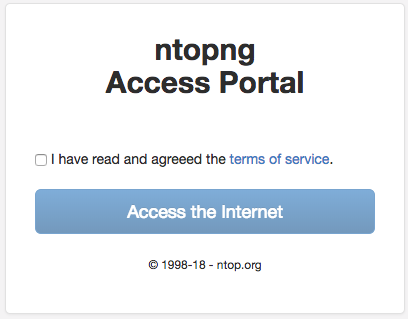 ntopng
Access Portal
I have read and agreeed the terms of service.
Access the Internet
© 1998-18 - ntop.org